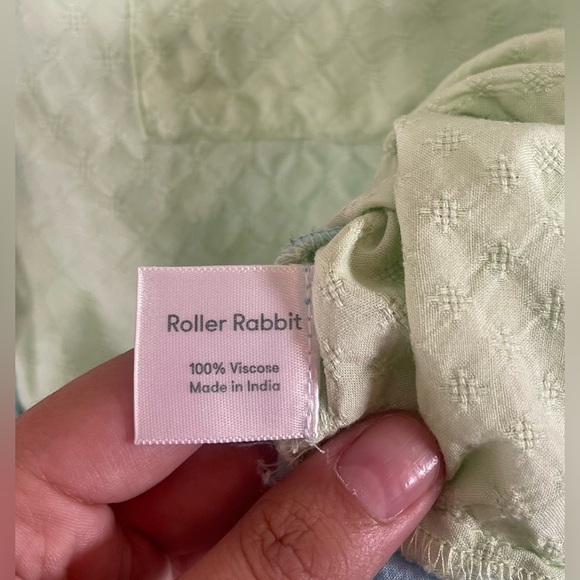 Roller Rabbit
100% Viscose
Made in India